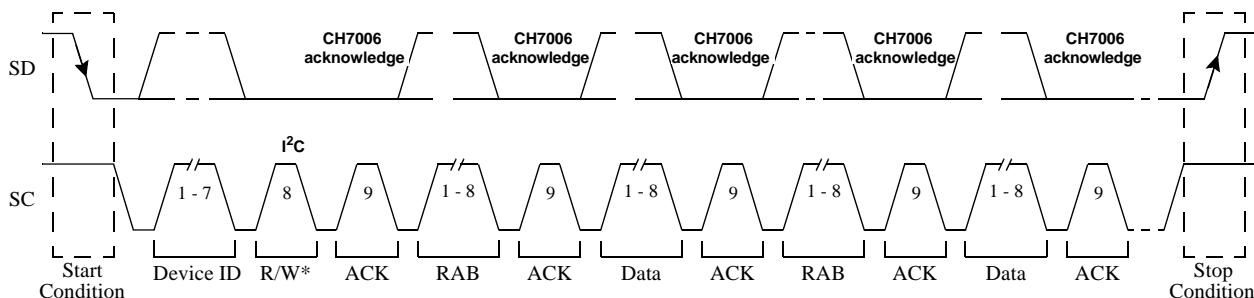 CH7006 CH7006 CH7006 CH7006 CH7006
acknowledge acknowledge acknowledge acknowledge acknowledge
SD
I²C
SC 1 - 7 8 9 1 - 8 9 1 - 8 9 1 - 8 9 1 - 8 9
Start Device ID R/W* ACK RAB ACK Data ACK RAB ACK Data ACK Stop
Condition Condition